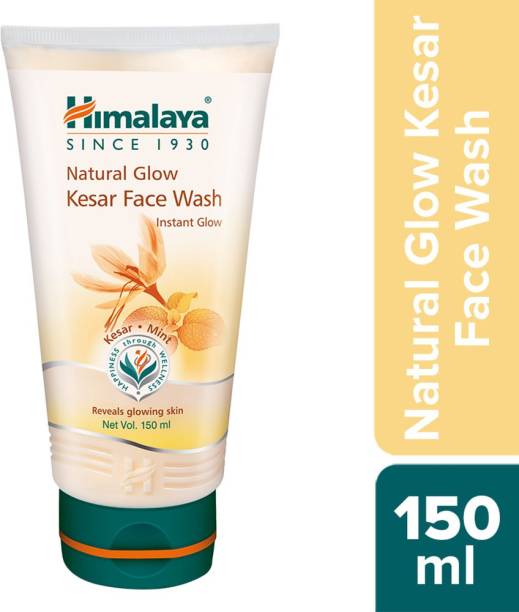 Himalaya®
SINCE 1930
Natural Glow
Kesar Face Wash
Instant Glow
Kesar • Mint
HAPPINESS through WELLNESS
Reveals glowing skin
Net Vol. 150 ml
Natural Glow Kesar
Face Wash
150
ml